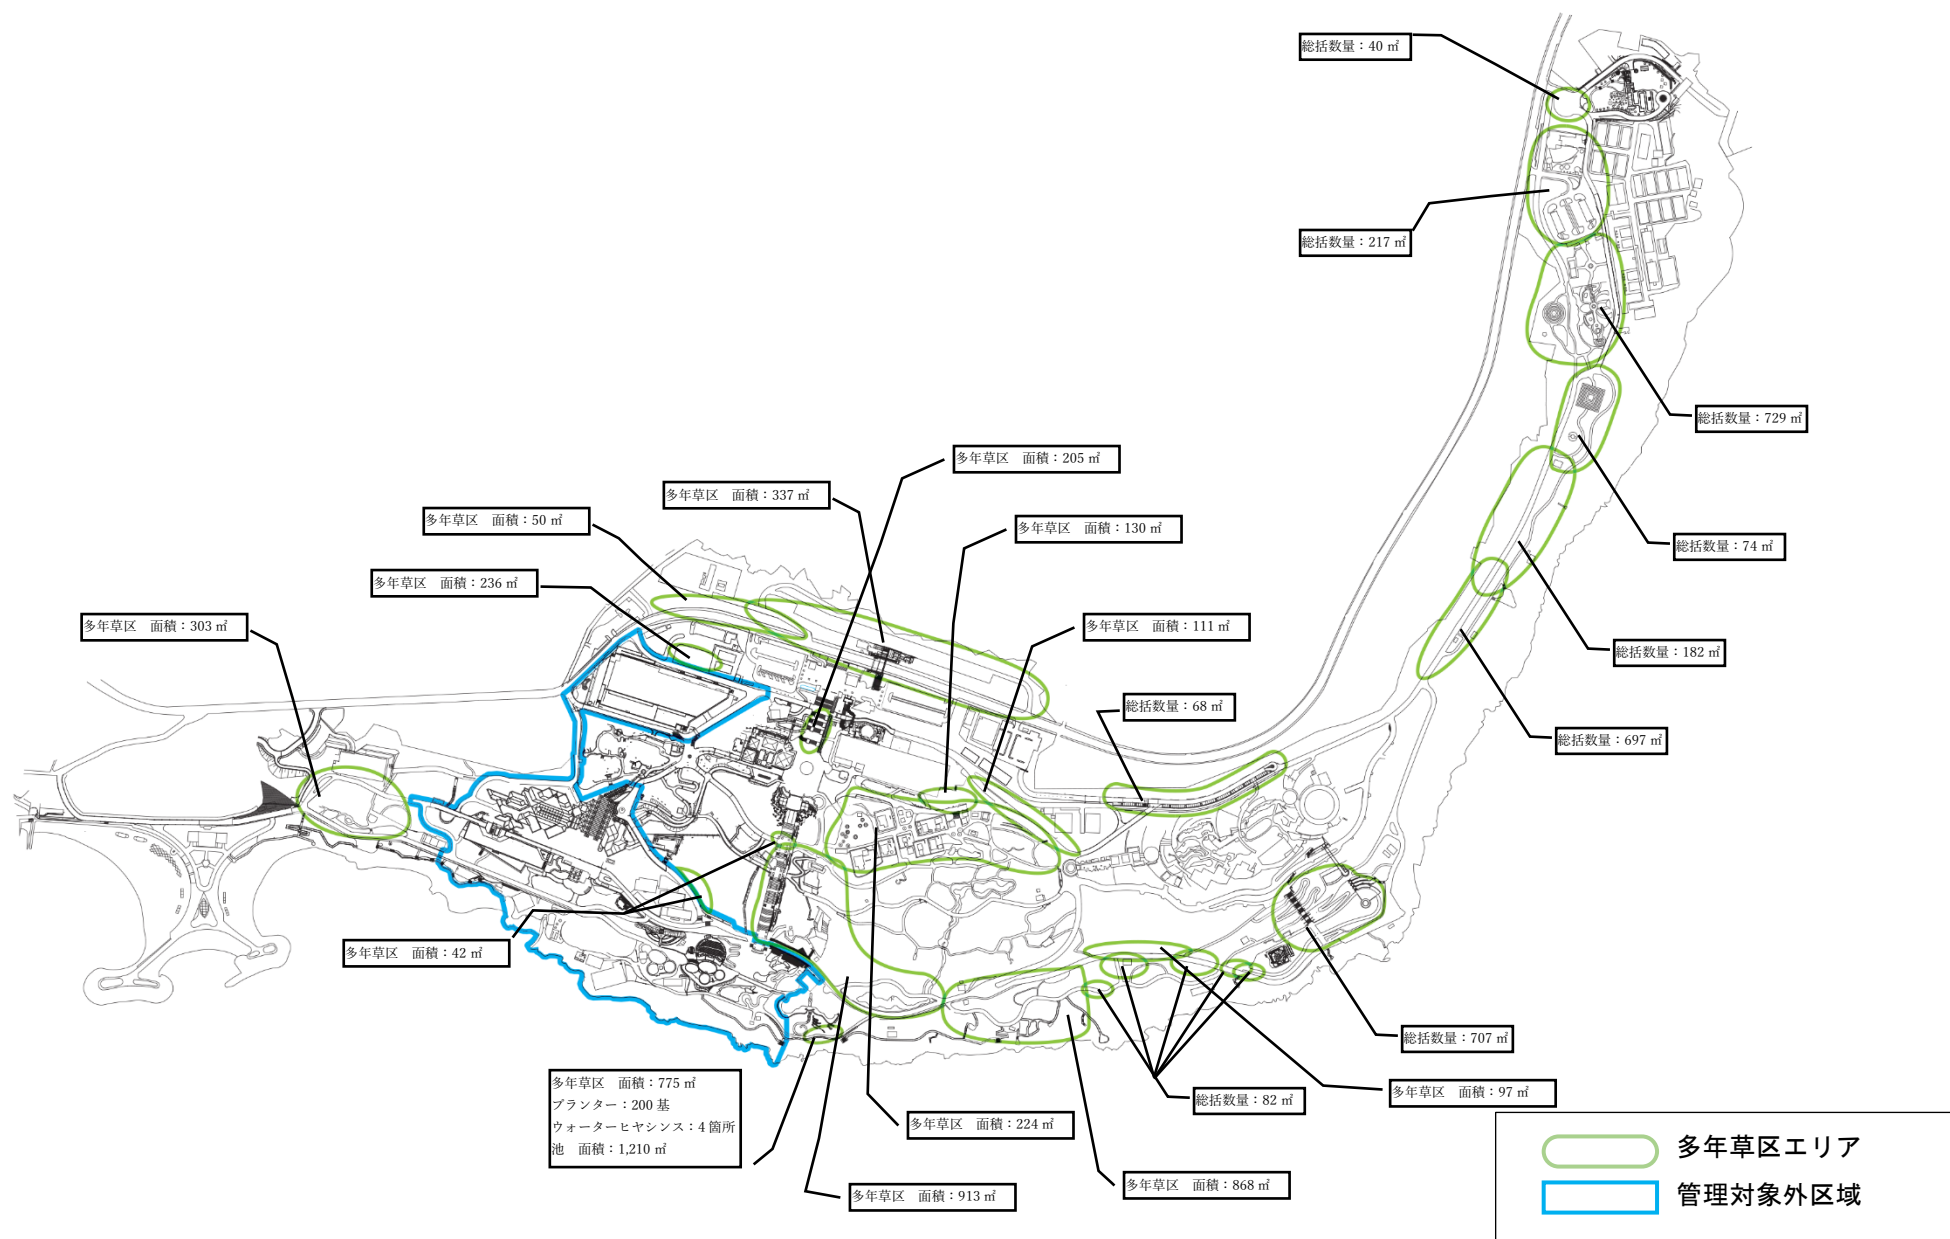 総括数量：40 ㎡
総括数量：217 ㎡
総括数量：729 ㎡
多年草区　面積：205 ㎡
多年草区　面積：337 ㎡
多年草区　面積：50 ㎡
多年草区　面積：130 ㎡
総括数量：74 ㎡
多年草区　面積：236 ㎡
多年草区　面積：303 ㎡
多年草区　面積：111 ㎡
総括数量：182 ㎡
総括数量：68 ㎡
総括数量：697 ㎡
多年草区　面積：42 ㎡
総括数量：707 ㎡
多年草区　面積：775 ㎡
プランター：200 基
ウォーターヒヤシンス：4 箇所
池　面積：1,210 ㎡
多年草区　面積：97 ㎡
総括数量：82 ㎡
多年草区　面積：224 ㎡
多年草区　面積：868 ㎡
多年草区　面積：913 ㎡
多年草区エリア
管理対象外区域